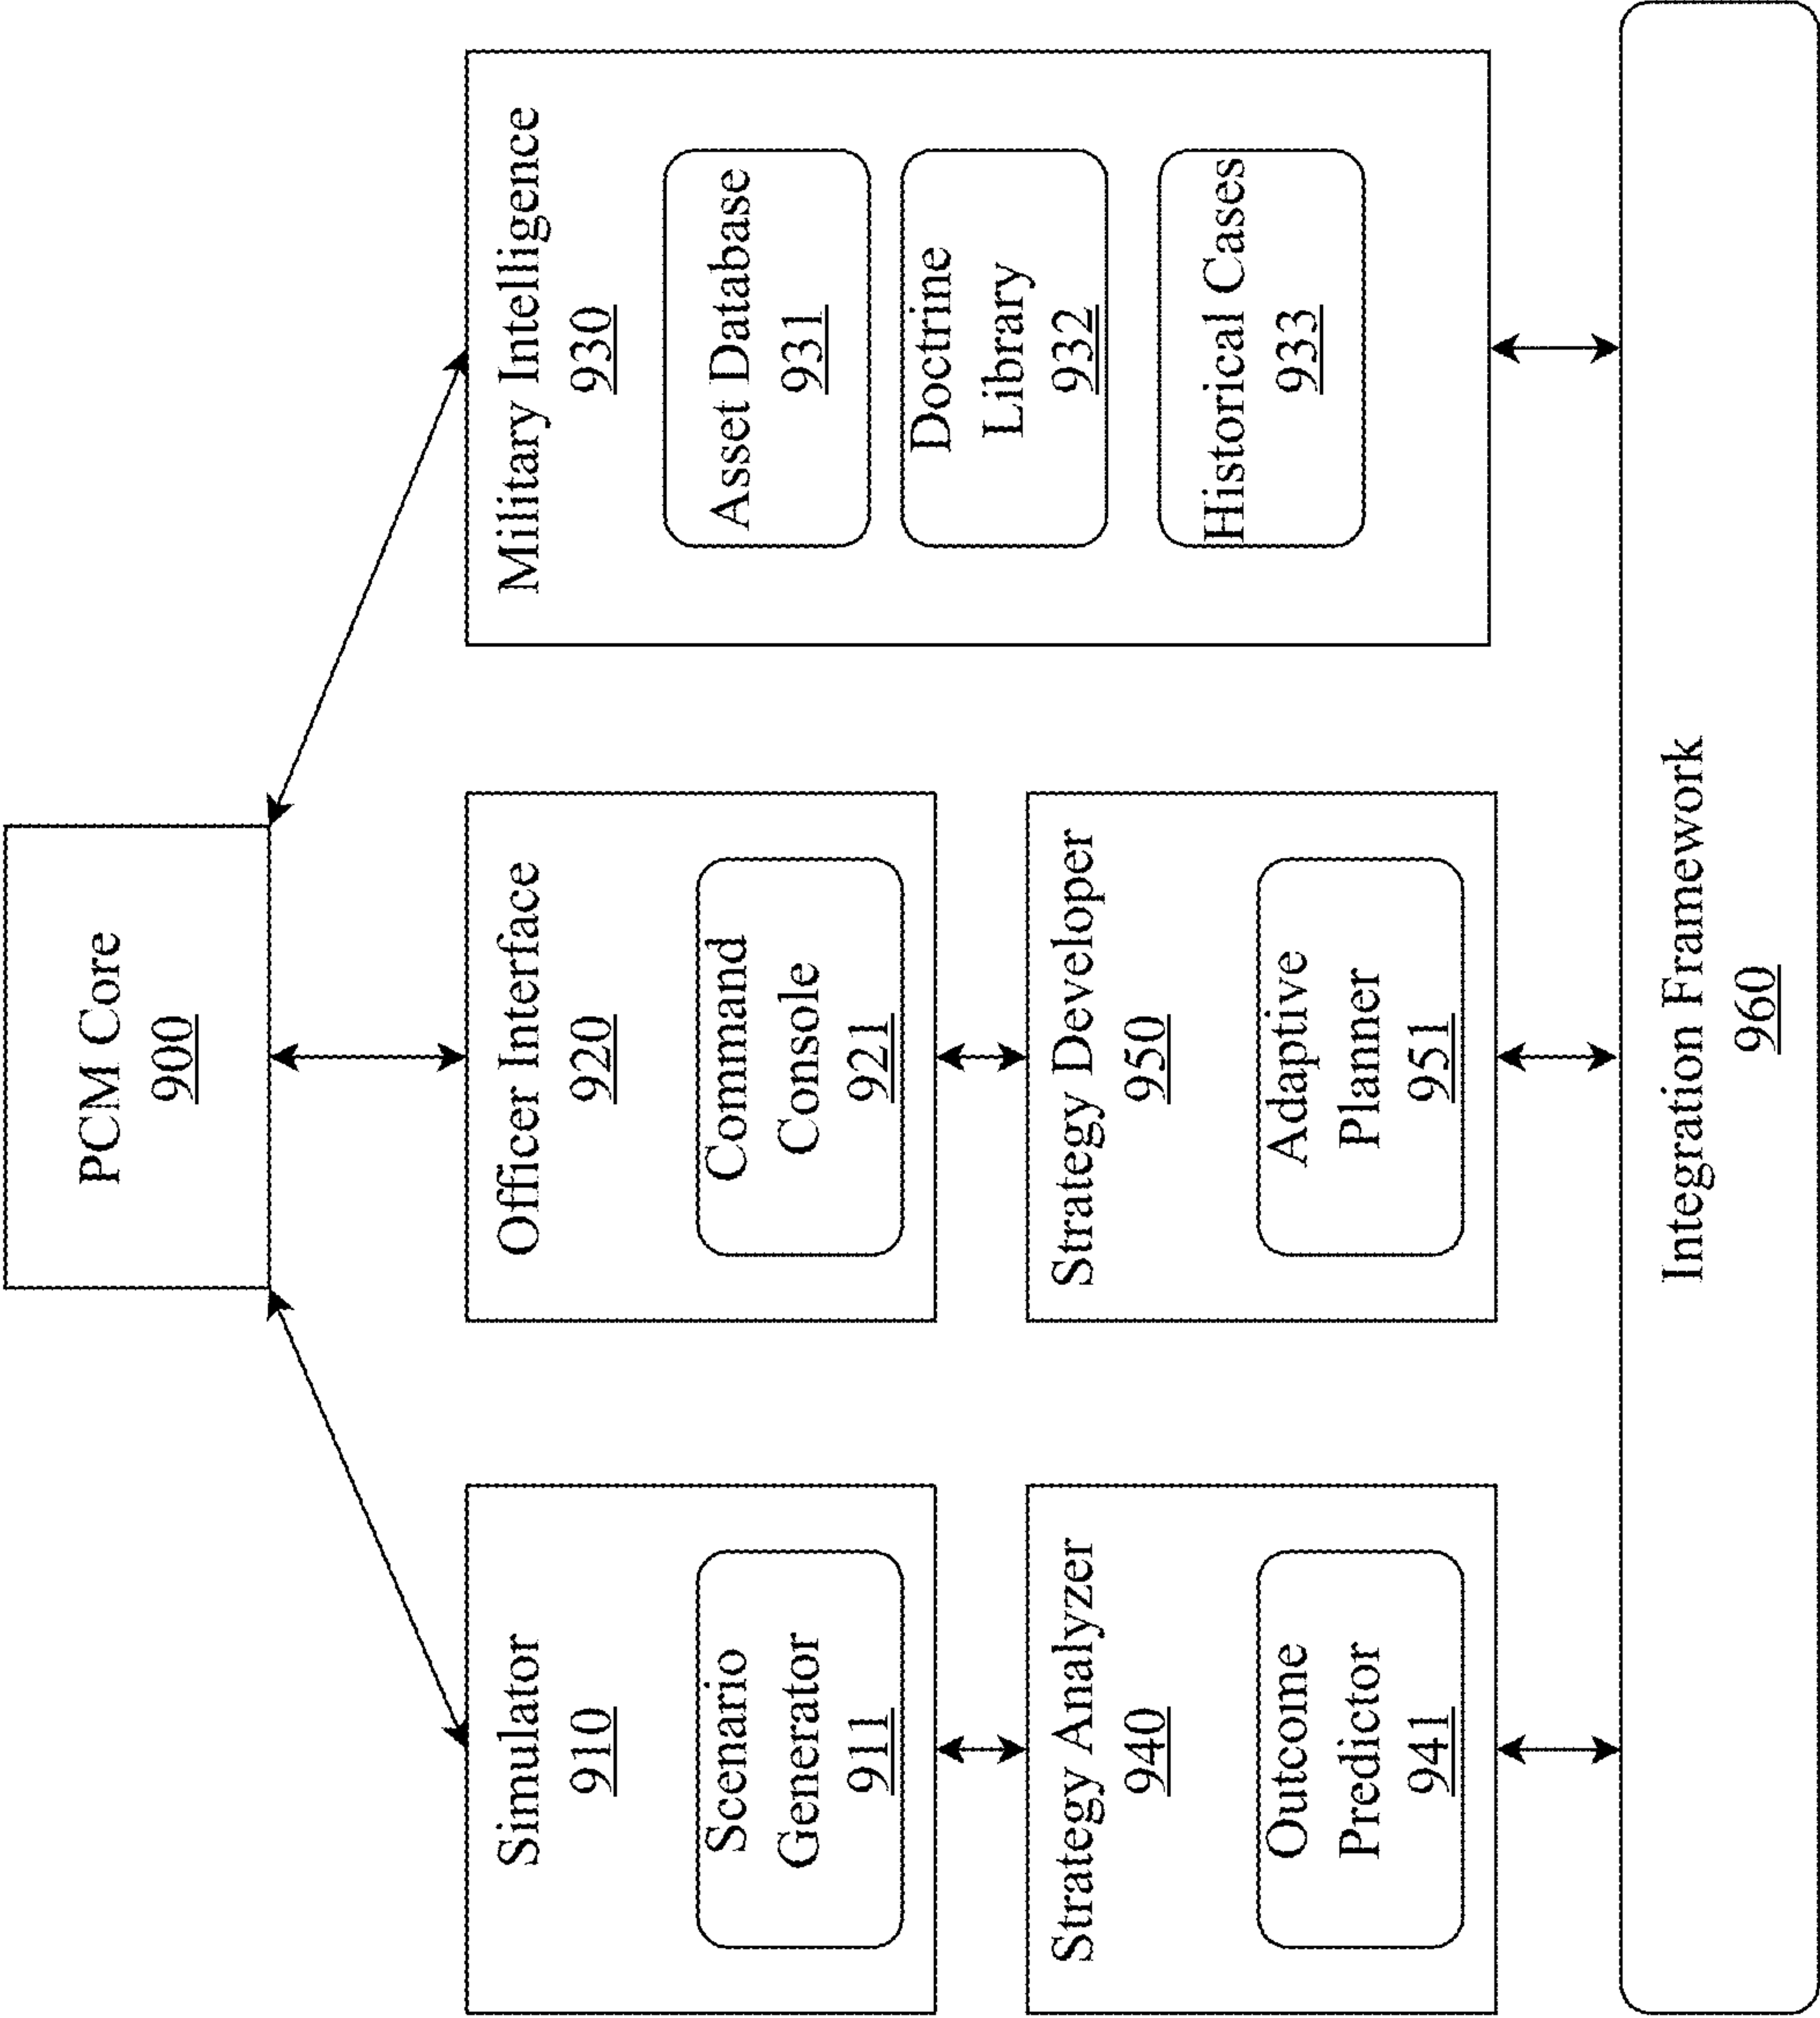 PCM Core
900
Simulator
910
Scenario
Generator
911
Officer Interface
920
Command
Console
921
Military Intelligence
930
Asset Database
931
Doctrine
Library
932
Historical Cases
933
Strategy Analyzer
940
Outcome
Predictor
941
Strategy Developer
950
Adaptive
Planner
951
Integration Framework
960